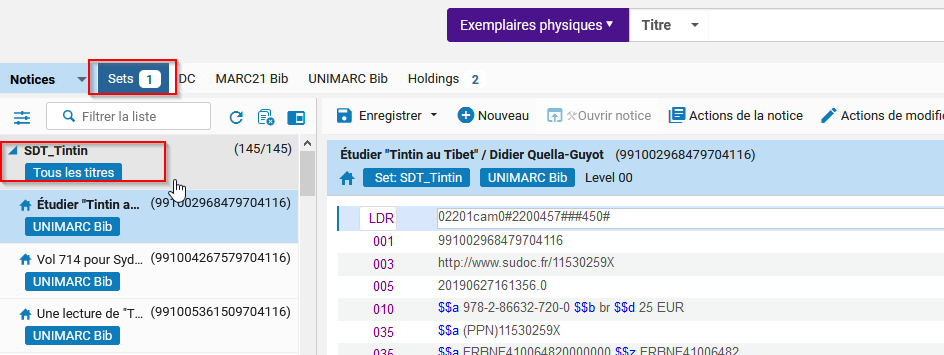 Exemplaires physiques Titre
Notices Sets 1 DC MARC21 Bib UNIMARC Bib Holdings 2
Filtrer la liste
Enregistrer Nouveau Ouvrir notice Actions de la notice Actions de modifi
SDT_Tintin (145/145)
Tous les titres
Étudier "Tintin a... (991002968479704116)
UNIMARC Bib
Vol 714 pour Syd... (991004267579704116)
UNIMARC Bib
Une lecture de "T... (991005361509704116)
UNIMARC Bib
Étudier "Tintin au Tibet" / Didier Quella-Guyot (991002968479704116)
Set: SDT_Tintin UNIMARC Bib Level 00
LDR 02201cam0#2200457###450#
001 991002968479704116
003 http://www.sudoc.fr/11530259X
005 20190627161356.0
010 $$a 978-2-86632-720-0 $$b br $$d 25 EUR
035 $$a (PPN)11530259X
035 $$a FRBNF410064820000000 $$z FRBNF41006482